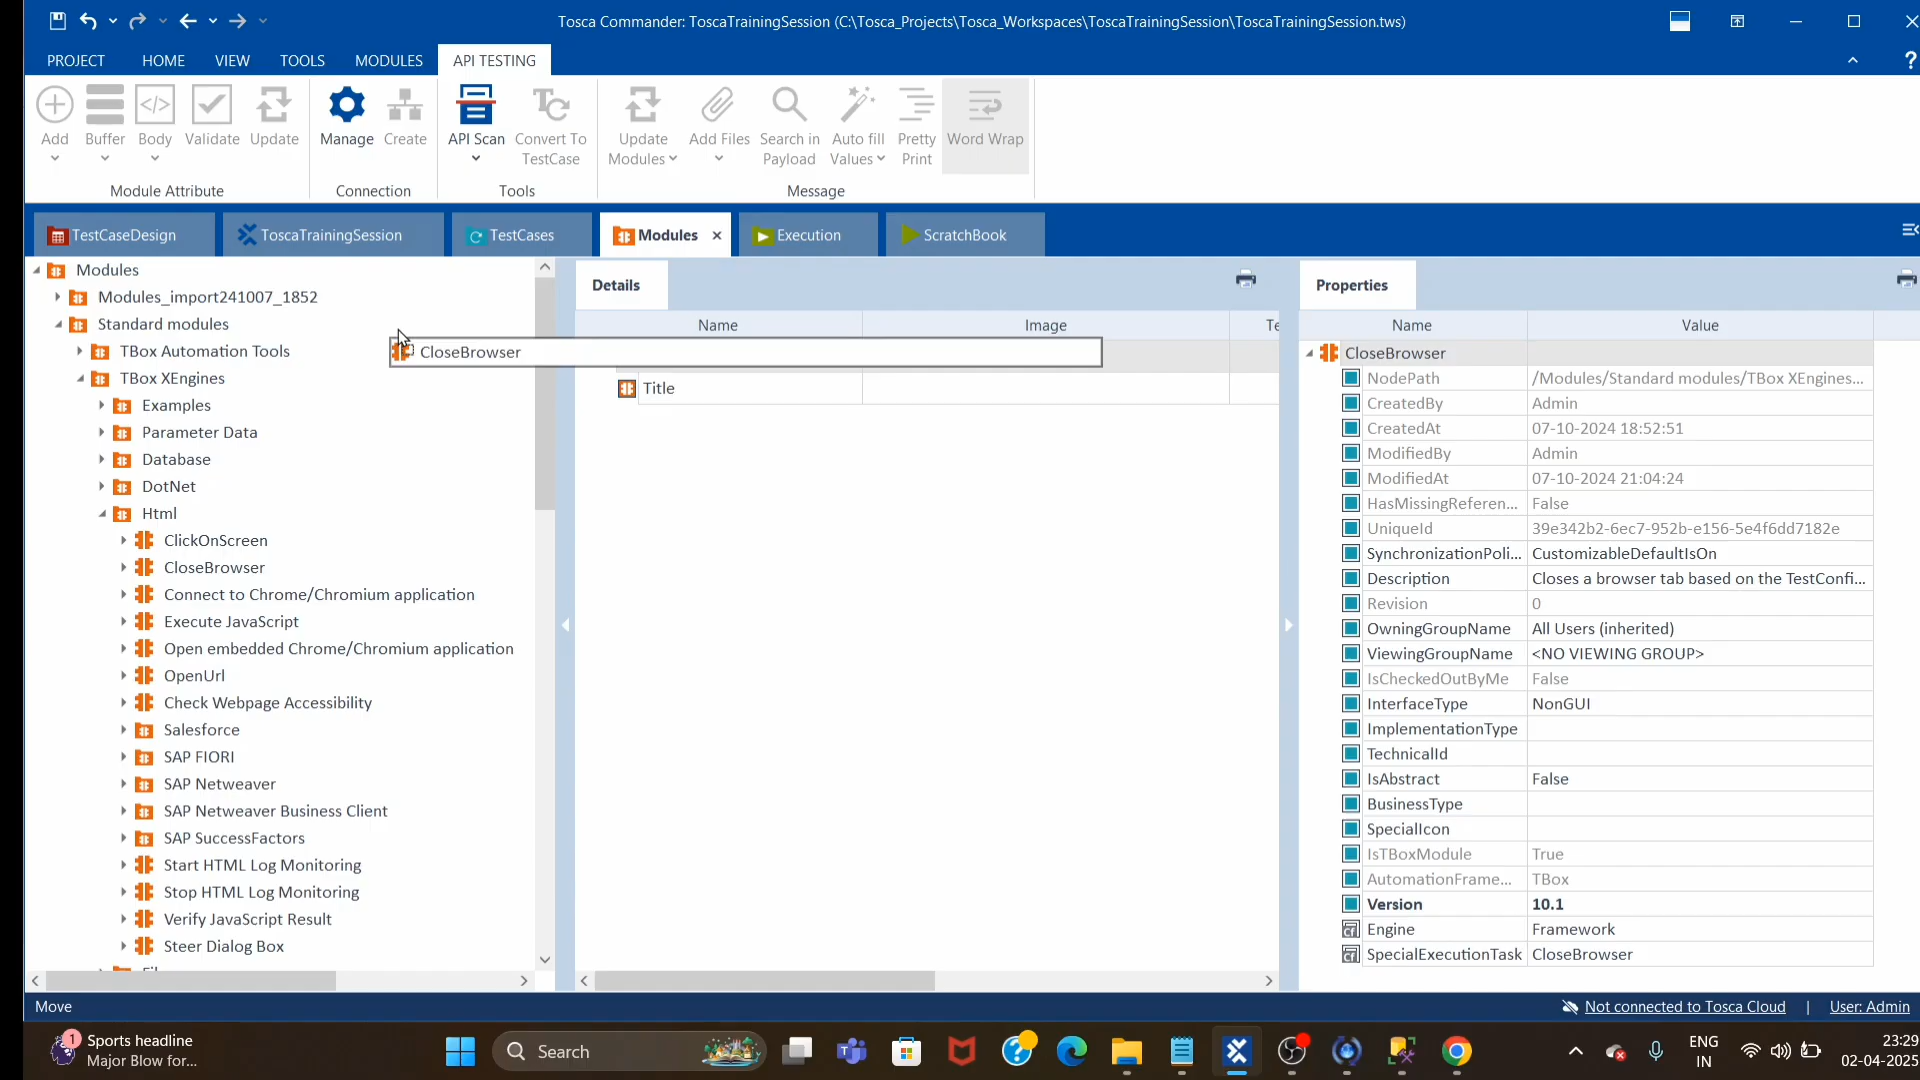 Tosca Commander: ToscaTrainingSession (C:\Tosca_Projects\Tosca_Workspaces\ToscaTrainingSession\ToscaTrainingSession.tws)
PROJECT HOME VIEW TOOLS MODULES API TESTING ?
Add Buffer Body Validate Update Manage Create API Scan Convert To TestCase Update Modules Add Files Search in Payload Auto fill Values Pretty Print Word Wrap
Module Attribute Connection Tools Message
TestCaseDesign ToscaTrainingSession TestCases Modules × Execution ScratchBook
Modules
Modules_import241007_1852
Standard modules
TBox Automation Tools
TBox XEngines
Examples
Parameter Data
Database
DotNet
Html
ClickOnScreen
CloseBrowser
Connect to Chrome/Chromium application
Execute JavaScript
Open embedded Chrome/Chromium application
OpenUrl
Check Webpage Accessibility
Salesforce
SAP FIORI
SAP Netweaver
SAP Netweaver Business Client
SAP SuccessFactors
Start HTML Log Monitoring
Stop HTML Log Monitoring
Verify JavaScript Result
Steer Dialog Box
Details
Name Image Te
CloseBrowser
Title
Properties
Name Value
CloseBrowser
NodePath /Modules/Standard modules/TBox XEngines...
CreatedBy Admin
CreatedAt 07-10-2024 18:52:51
ModifiedBy Admin
ModifiedAt 07-10-2024 21:04:24
HasMissingReferen... False
UniqueId 39e342b2-6ec7-952b-e156-5e4f6dd7182e
SynchronizationPoli... CustomizableDefaultIsOn
Description Closes a browser tab based on the TestConfi...
Revision 0
OwningGroupName All Users (inherited)
ViewingGroupName <NO VIEWING GROUP>
IsCheckedOutByMe False
InterfaceType NonGUI
ImplementationType
TechnicalId
IsAbstract False
BusinessType
SpecialIcon
IsTBoxModule True
AutomationFrame... TBox
Version 10.1
Engine Framework
SpecialExecutionTask CloseBrowser
Move Not connected to Tosca Cloud | User: Admin
1 Sports headline
Major Blow for...
Search
ENG
IN
23:29
02-04-2025